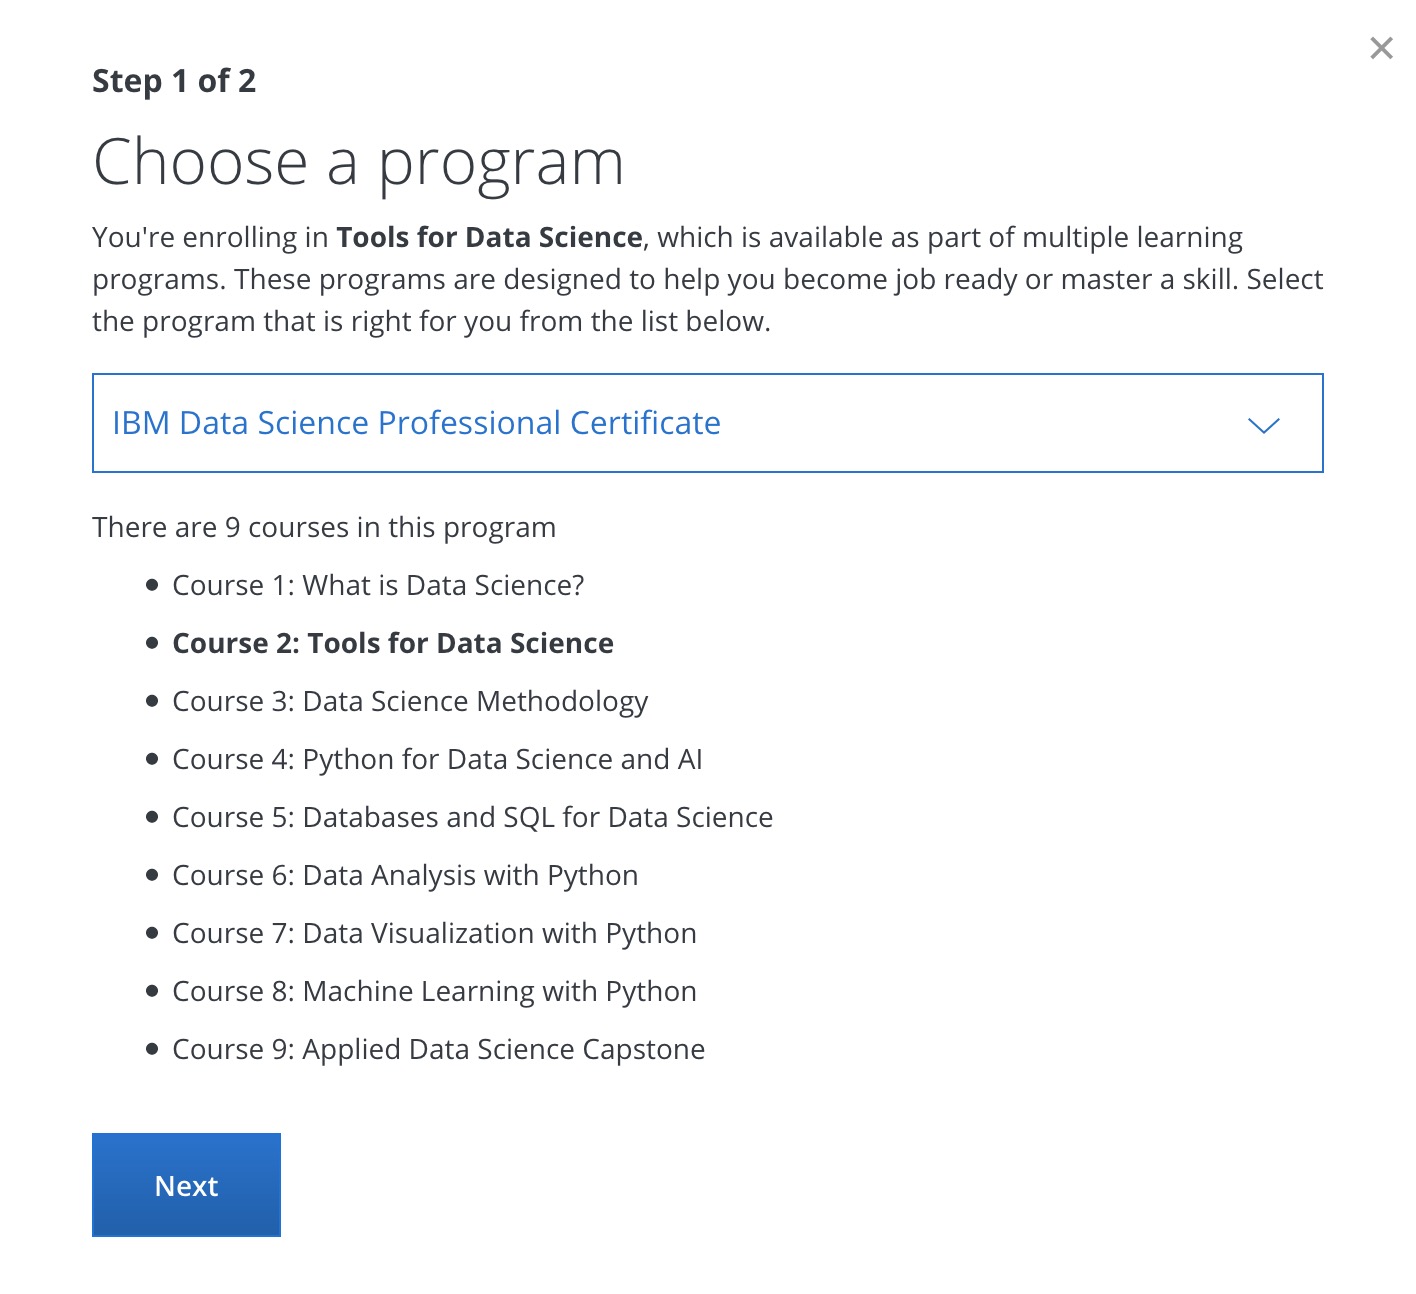 Step 1 of 2
Choose a program
You're enrolling in Tools for Data Science, which is available as part of multiple learning
programs. These programs are designed to help you become job ready or master a skill. Select
the program that is right for you from the list below.
IBM Data Science Professional Certificate
There are 9 courses in this program
• Course 1: What is Data Science?
• Course 2: Tools for Data Science
• Course 3: Data Science Methodology
• Course 4: Python for Data Science and AI
• Course 5: Databases and SQL for Data Science
• Course 6: Data Analysis with Python
• Course 7: Data Visualization with Python
• Course 8: Machine Learning with Python
• Course 9: Applied Data Science Capstone
Next